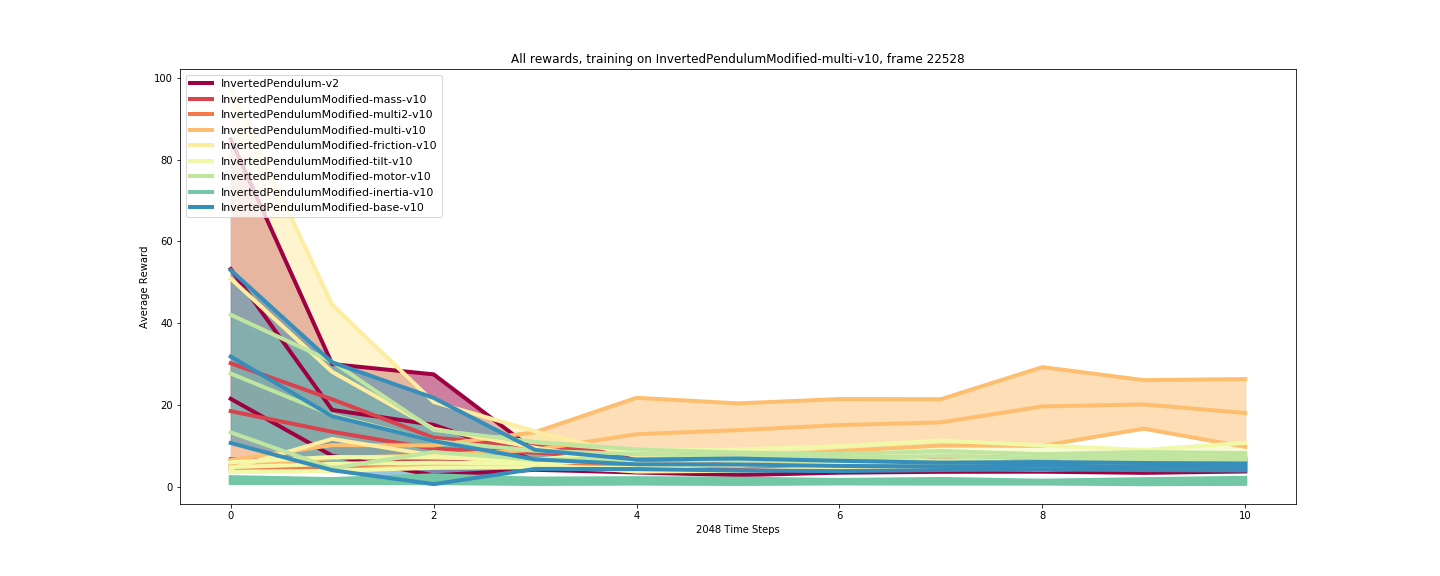 All rewards, training on InvertedPendulumModified-multi-v10, frame 22528
100
80
60
40
20
0
Average Reward
InvertedPendulum-v2
InvertedPendulumModified-mass-v10
InvertedPendulumModified-multi2-v10
InvertedPendulumModified-multi-v10
InvertedPendulumModified-friction-v10
InvertedPendulumModified-tilt-v10
InvertedPendulumModified-motor-v10
InvertedPendulumModified-inertia-v10
InvertedPendulumModified-base-v10
0 2 4 6 8 10
2048 Time Steps